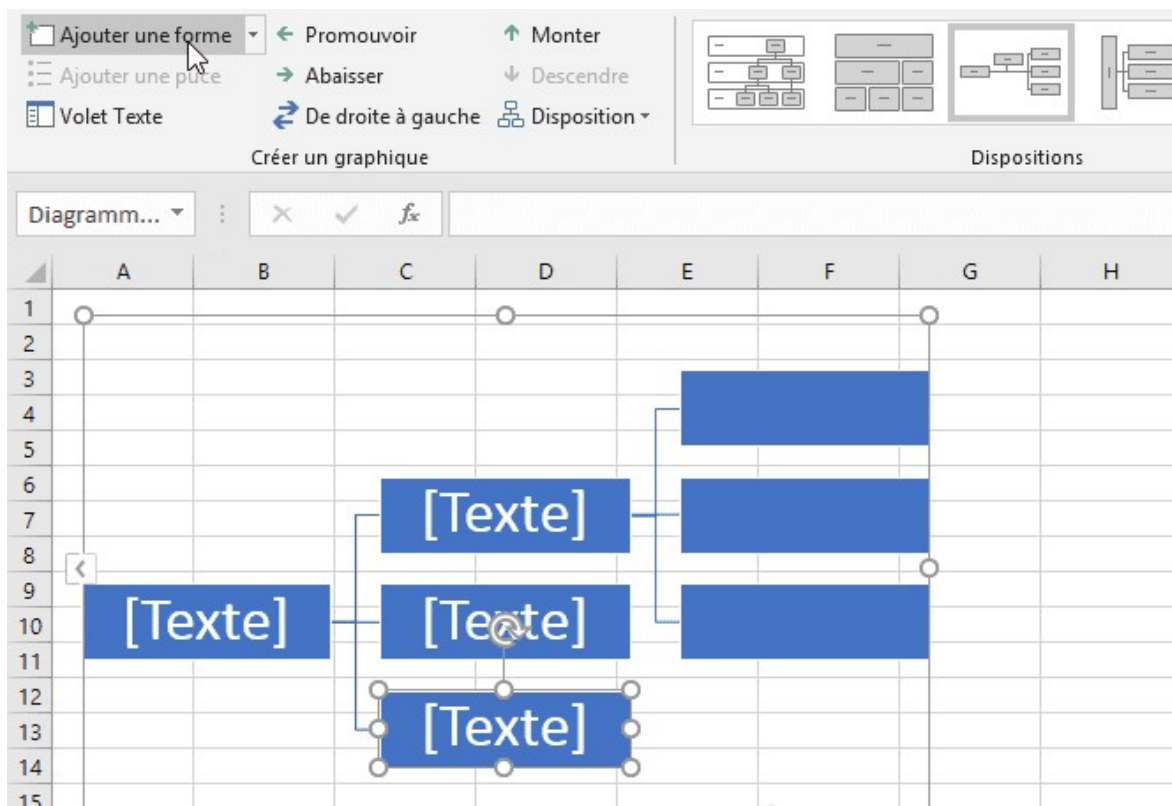 Ajouter une forme
Promouvoir
Monter
Ajouter une puce
Abaisser
Descendre
Volet Texte
De droite à gauche
Disposition
Créer un graphique
Dispositions
Diagramm...
fx
A B C D E F G H
1
2
3
4
5
6
[Texte]
7
8
9
[Texte] [Texte]
10
11
12
[Texte]
13
14
15